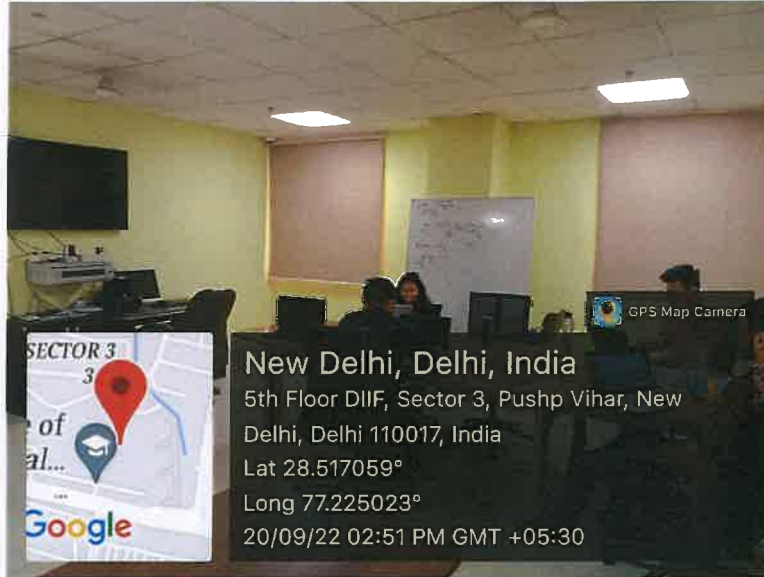 GPS Map Camera
SECTOR 3
3
e of
al...
Google
New Delhi, Delhi, India
5th Floor DIIF, Sector 3, Pushp Vihar, New
Delhi, Delhi 110017, India
Lat 28.517059°
Long 77.225023°
20/09/22 02:51 PM GMT +05:30